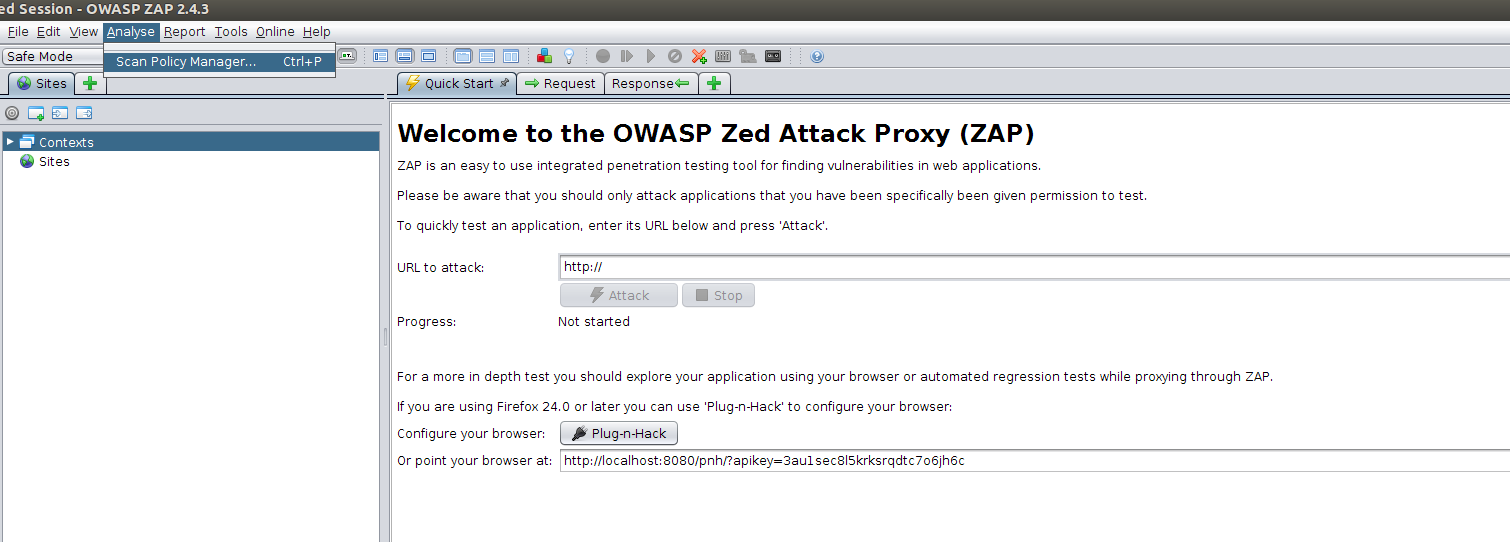 ed Session - OWASP ZAP 2.4.3
File Edit View Analyse Report Tools Online Help
Safe Mode
Scan Policy Manager... Ctrl+P
Sites
Quick Start Request Response
Contexts
Sites
Welcome to the OWASP Zed Attack Proxy (ZAP)
ZAP is an easy to use integrated penetration testing tool for finding vulnerabilities in web applications.
Please be aware that you should only attack applications that you have been specifically been given permission to test.
To quickly test an application, enter its URL below and press 'Attack'.
URL to attack: http://
Attack Stop
Progress: Not started
For a more in depth test you should explore your application using your browser or automated regression tests while proxying through ZAP.
If you are using Firefox 24.0 or later you can use 'Plug-n-Hack' to configure your browser:
Configure your browser: Plug-n-Hack
Or point your browser at: http://localhost:8080/pnh/?apikey=3au1sec8l5krksrqdtc7o6jh6c